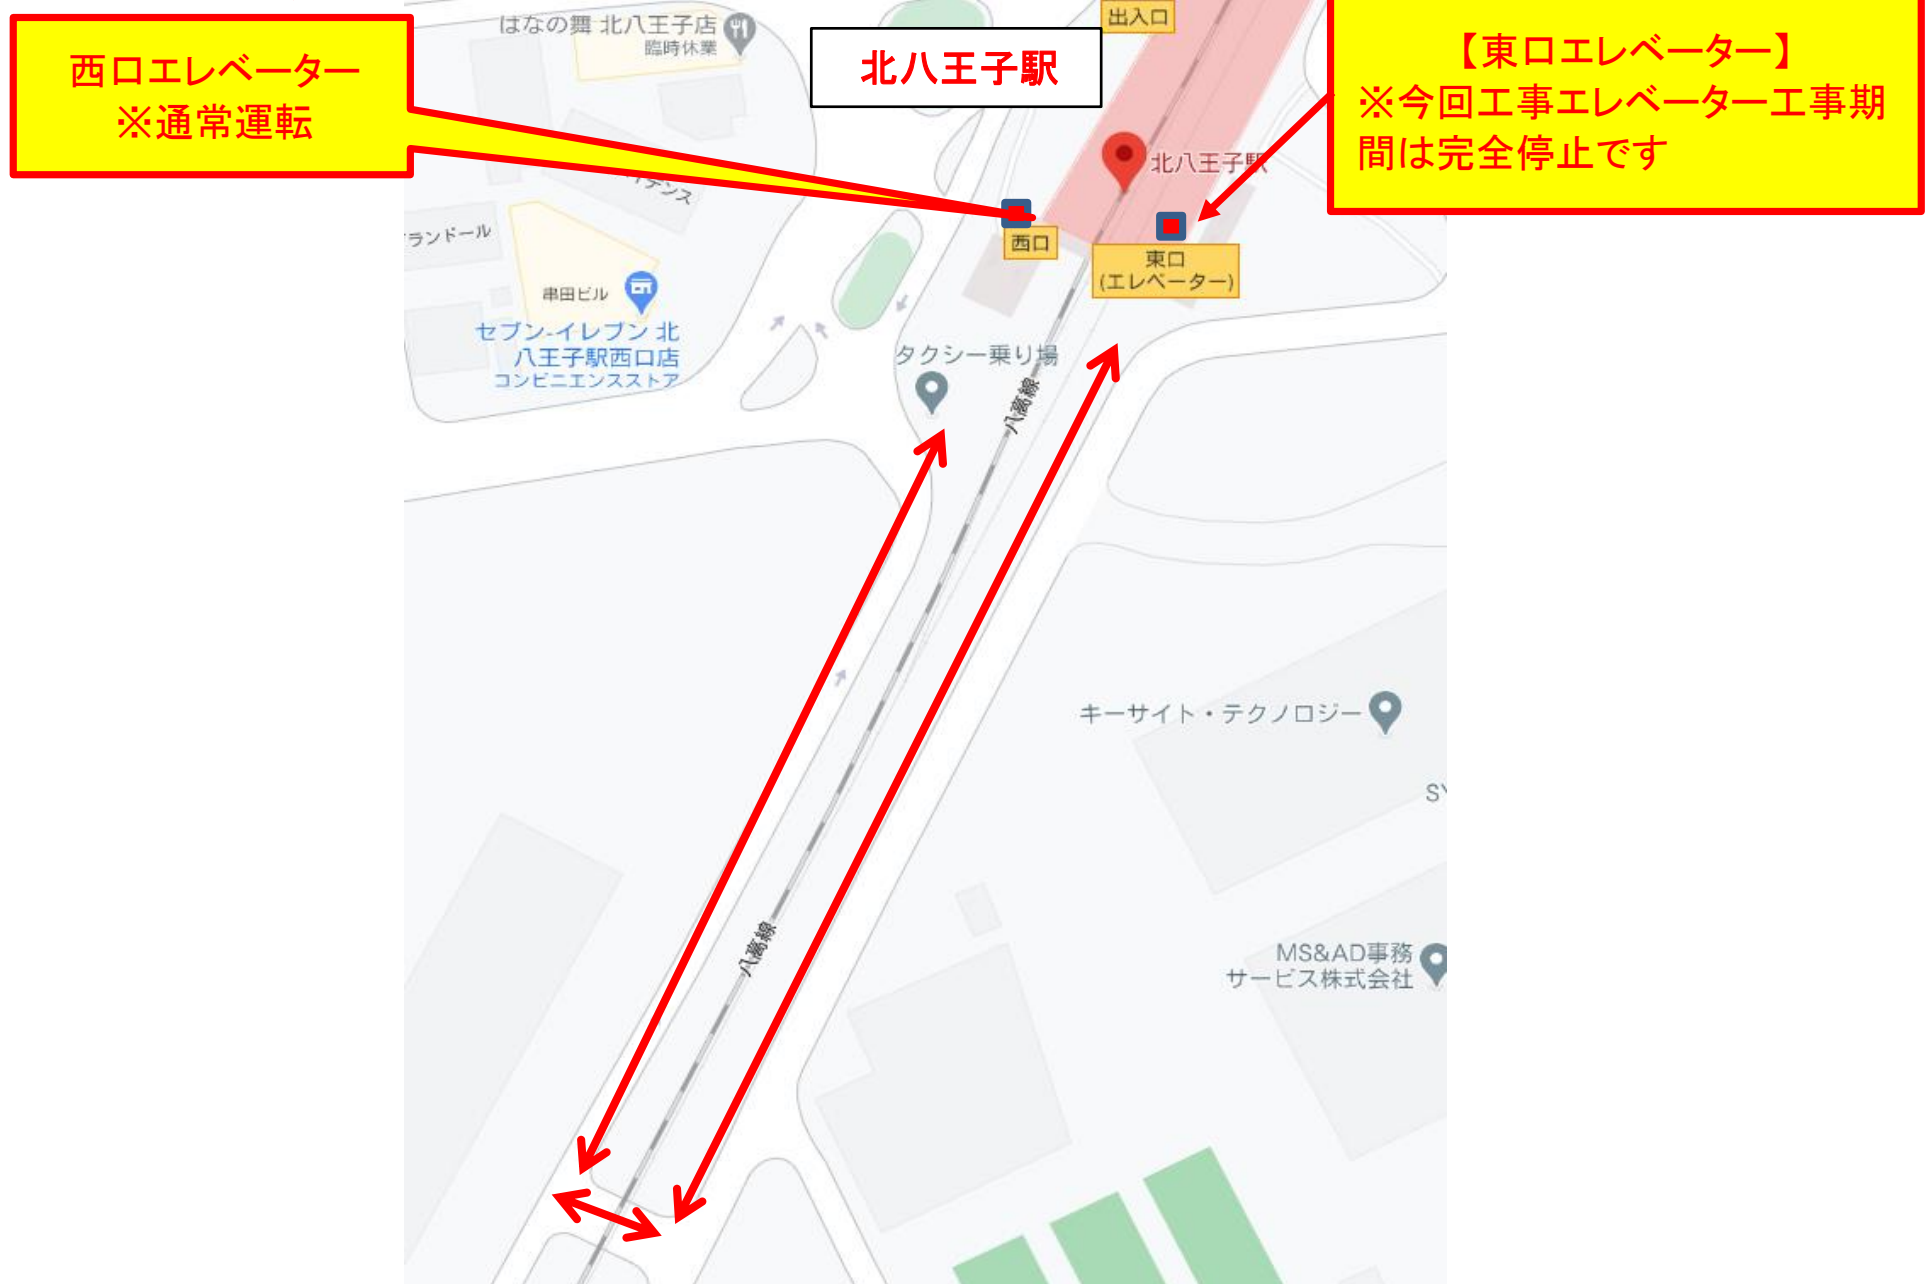 はなの舞 北八王子店
臨時休業
出入口
西口エレベーター
※通常運転
北八王子駅
【東口エレベーター】
※今回工事エレベーター工事期
間は完全停止です
北八王子駅
西口
東口
(エレベーター)
串田ビル
セブン-イレブン 北
八王子駅西口店
コンビニエンスストア
タクシー乗り場
八高線
キーサイト・テクノロジー
八高線
MS&AD事務
サービス株式会社